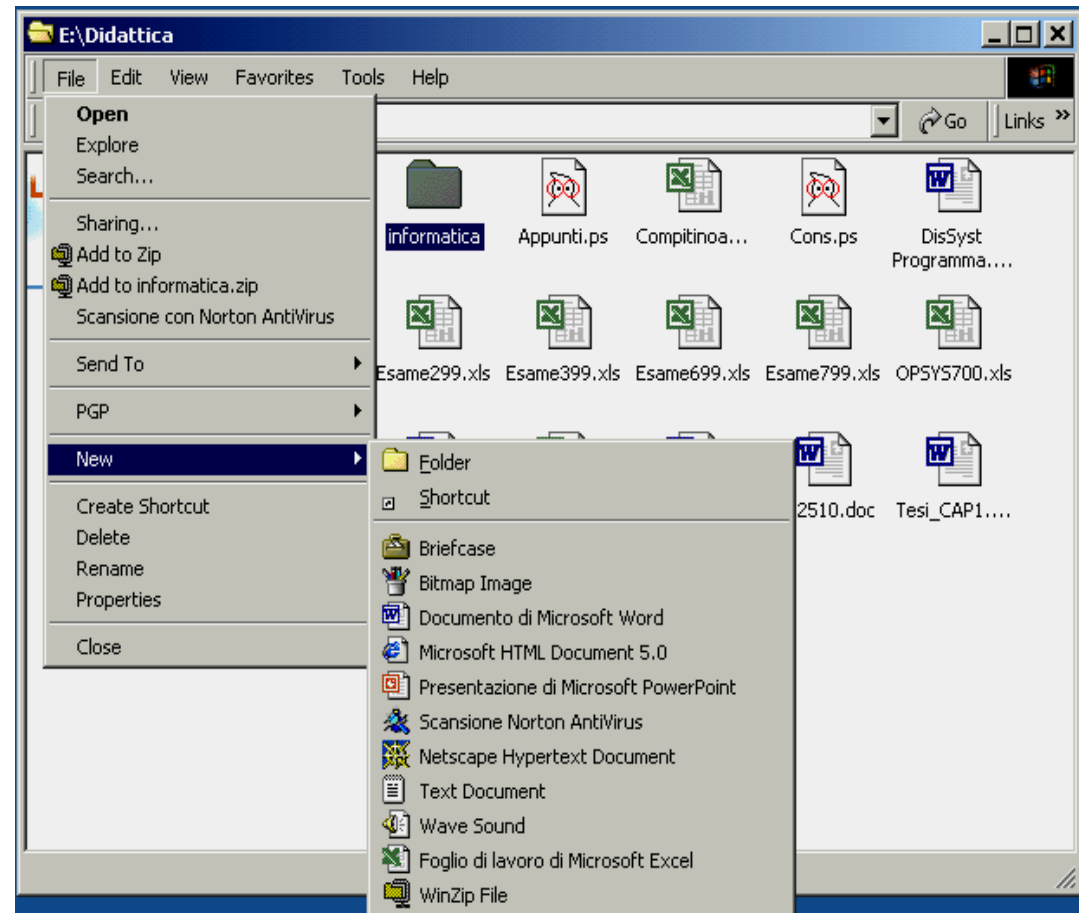 E:\Didattica
File Edit View Favorites Tools Help
Go Links »
Open
Explore
Search...
Sharing...
Add to Zip
Add to informatica.zip
Scansione con Norton AntiVirus
Send To
PGP
New
Create Shortcut
Delete
Rename
Properties
Close
informatica Appunti.ps Compitinoa... Cons.ps DisSyst
Programma....
Esame299.xls Esame399.xls Esame699.xls Esame799.xls OPSYS700.xls
2510.doc Tesi_CAP1....
Folder
Shortcut
Briefcase
Bitmap Image
Documento di Microsoft Word
Microsoft HTML Document 5.0
Presentazione di Microsoft PowerPoint
Scansione Norton AntiVirus
Netscape Hypertext Document
Text Document
Wave Sound
Foglio di lavoro di Microsoft Excel
WinZip File